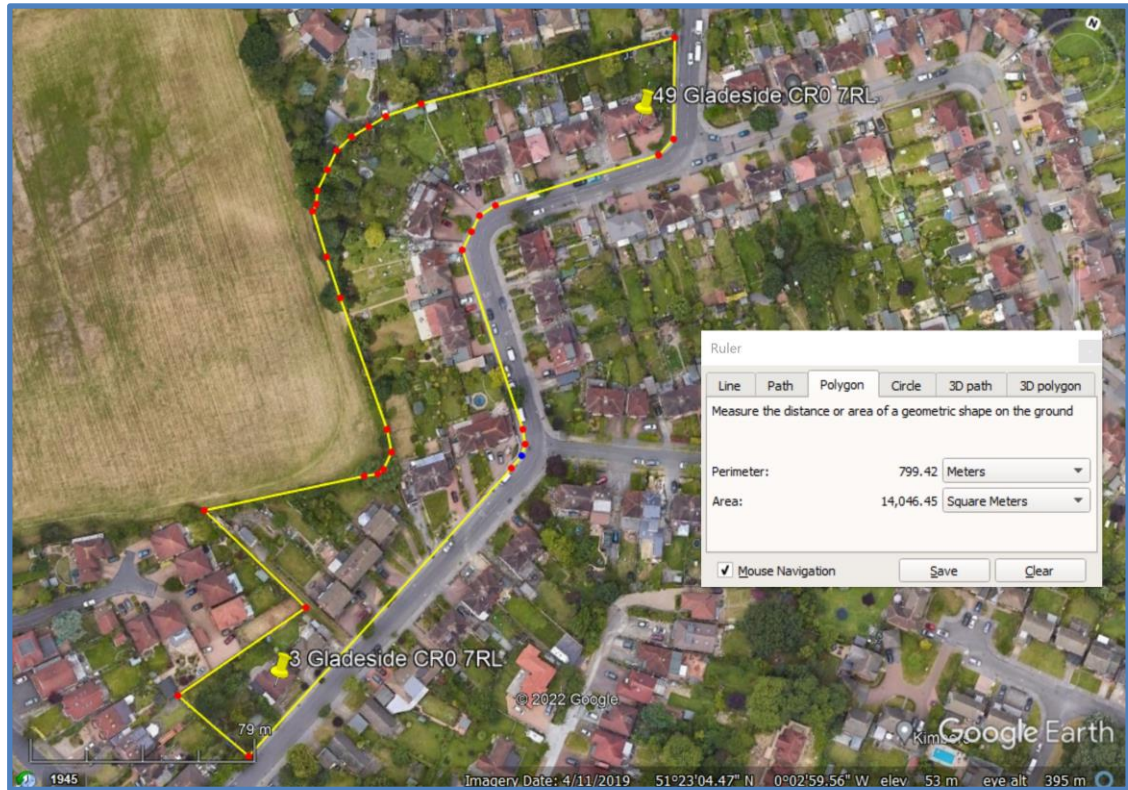 N
49 Gladeside CR0 7RL
Ruler
Line Path Polygon Circle 3D path 3D polygon
Measure the distance or area of a geometric shape on the ground
Perimeter: 799.42 Meters
Area: 14,046.45 Square Meters
Mouse Navigation Save Clear
3 Gladeside CR0 7RL
© 2022 Google
79 m
Google Earth
1945
Imagery Date: 4/11/2019 51°23'04.47" N 0°02'59.56" W elev 53 m eye alt 395 m